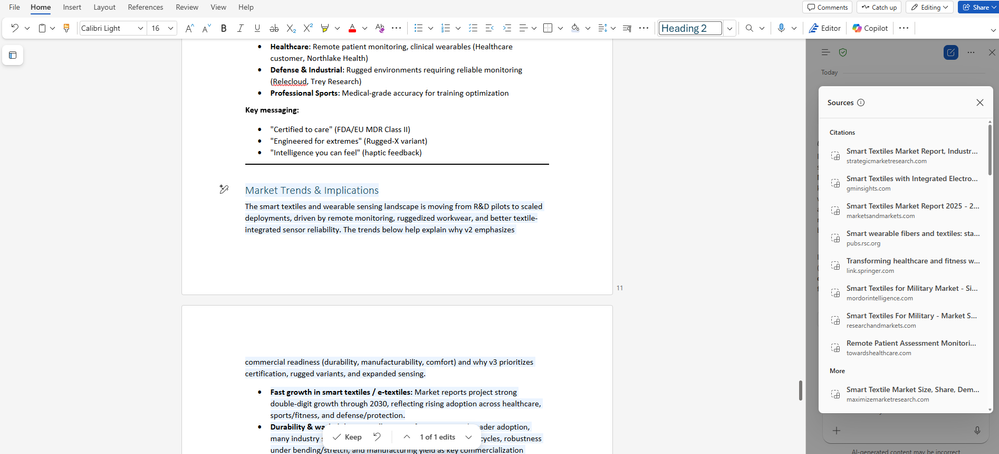 File Home Insert Layout References Review View Help
Comments Catch up Editing Share
Calibri Light 16 B I U Heading 2 Editor Copilot
Healthcare: Remote patient monitoring, clinical wearables (Healthcare
customer, Northlake Health)
Defense & Industrial: Rugged environments requiring reliable monitoring
(Relecloud, Trey Research)
Professional Sports: Medical-grade accuracy for training optimization
Key messaging:
"Certified to care" (FDA/EU MDR Class II)
"Engineered for extremes" (Rugged-X variant)
"Intelligence you can feel" (haptic feedback)
Market Trends & Implications
The smart textiles and wearable sensing landscape is moving from R&D pilots to scaled
deployments, driven by remote monitoring, ruggedized workwear, and better textile-
integrated sensor reliability. The trends below help explain why v2 emphasizes
11
commercial readiness (durability, manufacturability, comfort) and why v3 prioritizes
certification, rugged variants, and expanded sensing.
Fast growth in smart textiles / e-textiles: Market reports project strong
double-digit growth through 2030, reflecting rising adoption across healthcare,
sports/fitness, and defense/protection.
Durability & adoption,
many industry cycles, robustness
under bending/stretch, and manufacturing yield as key commercialization
Keep 1 of 1 edits
Today
Sources
Citations
Smart Textiles Market Report, Industr...
strategicmarketresearch.com
Smart Textiles with Integrated Electro...
gminsights.com
Smart Textiles Market Report 2025 - 2...
marketsandmarkets.com
Smart wearable fibers and textiles: sta...
pubs.rsc.org
Transforming healthcare and fitness w...
link.springer.com
Smart Textiles for Military Market - Si...
mordorintelligence.com
Smart Textiles For Military - Market S...
researchandmarkets.com
Remote Patient Assessment Monitori...
towardshealthcare.com
More
Smart Textile Market Size, Share, Dem...
maximizemarketresearch.com
AI-generated content may be incorrect